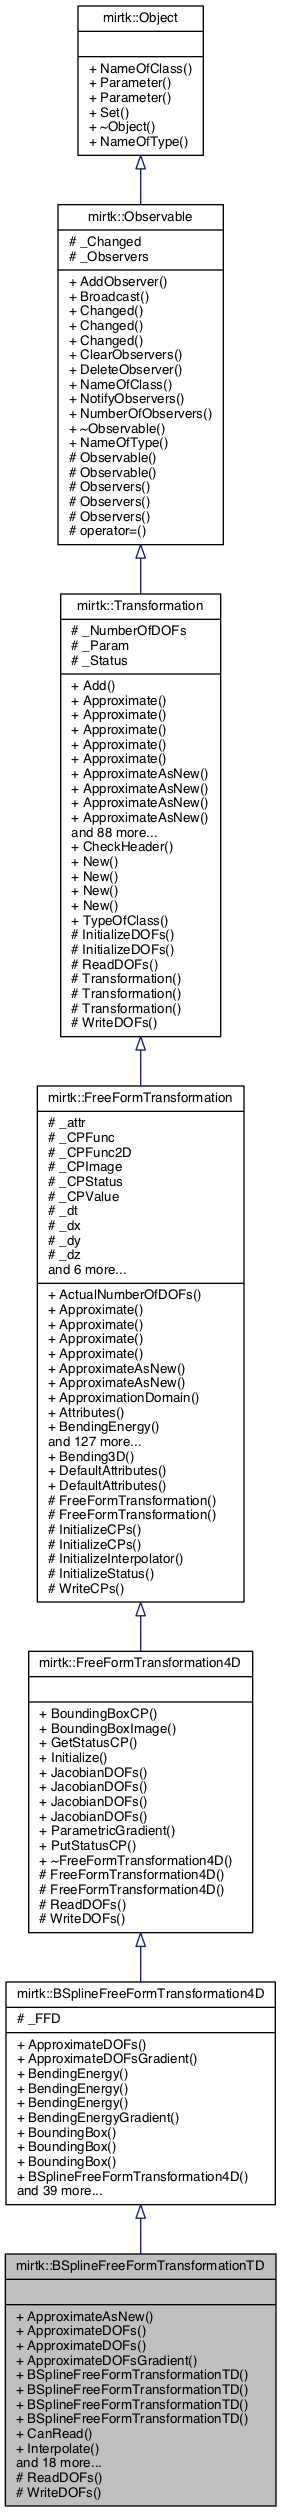 mirtk::Object
+ NameOfClass()
+ Parameter()
+ Parameter()
+ Set()
+ ~Object()
+ NameOfType()
mirtk::Observable
# _Changed
# _Observers
+ AddObserver()
+ Broadcast()
+ Changed()
+ Changed()
+ Changed()
+ ClearObservers()
+ DeleteObserver()
+ NameOfClass()
+ NotifyObservers()
+ NumberOfObservers()
+ ~Observable()
+ NameOfType()
# Observable()
# Observable()
# Observers()
# Observers()
# Observers()
# operator=()
mirtk::Transformation
# _NumberOfDOFs
# _Param
# _Status
+ Add()
+ Approximate()
+ Approximate()
+ Approximate()
+ Approximate()
+ Approximate()
+ ApproximateAsNew()
+ ApproximateAsNew()
+ ApproximateAsNew()
+ ApproximateAsNew()
and 88 more...
+ CheckHeader()
+ New()
+ New()
+ New()
+ New()
+ TypeOfClass()
# InitializeDOFs()
# InitializeDOFs()
# ReadDOFs()
# Transformation()
# Transformation()
# Transformation()
# WriteDOFs()
mirtk::FreeFormTransformation
# _attr
# _CPFunc
# _CPFunc2D
# _CPImage
# _CPStatus
# _CPValue
# _dt
# _dx
# _dy
# _dz
and 6 more...
+ ActualNumberOfDOFs()
+ Approximate()
+ Approximate()
+ Approximate()
+ Approximate()
+ ApproximateAsNew()
+ ApproximateAsNew()
+ ApproximationDomain()
+ Attributes()
+ BendingEnergy()
and 127 more...
+ Bending3D()
+ DefaultAttributes()
+ DefaultAttributes()
# FreeFormTransformation()
# FreeFormTransformation()
# InitializeCPs()
# InitializeCPs()
# InitializeInterpolator()
# InitializeStatus()
# WriteCPs()
mirtk::FreeFormTransformation4D
+ BoundingBoxCP()
+ BoundingBoxImage()
+ GetStatusCP()
+ Initialize()
+ JacobianDOFs()
+ JacobianDOFs()
+ JacobianDOFs()
+ JacobianDOFs()
+ ParametricGradient()
+ PutStatusCP()
+ ~FreeFormTransformation4D()
# FreeFormTransformation4D()
# FreeFormTransformation4D()
# ReadDOFs()
# WriteDOFs()
mirtk::BSplineFreeFormTransformation4D
# _FFD
+ ApproximateDOFs()
+ ApproximateDOFsGradient()
+ BendingEnergy()
+ BendingEnergy()
+ BendingEnergy()
+ BendingEnergyGradient()
+ BoundingBox()
+ BoundingBox()
+ BoundingBox()
+ BSplineFreeFormTransformation4D()
and 39 more...
mirtk::BSplineFreeFormTransformationTD
+ ApproximateAsNew()
+ ApproximateDOFs()
+ ApproximateDOFs()
+ ApproximateDOFsGradient()
+ BSplineFreeFormTransformationTD()
+ BSplineFreeFormTransformationTD()
+ BSplineFreeFormTransformationTD()
+ BSplineFreeFormTransformationTD()
+ CanRead()
+ Interpolate()
and 18 more...
# ReadDOFs()
# WriteDOFs()